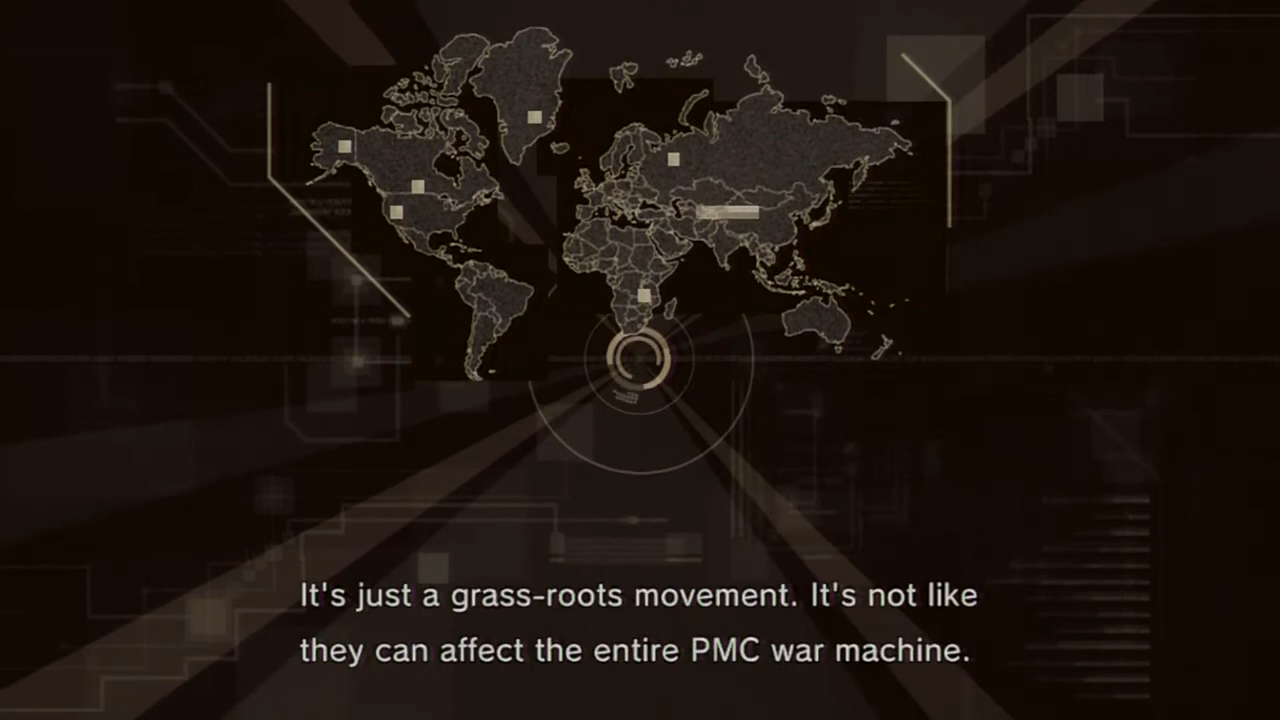 It's just a grass-roots movement. It's not like
they can affect the entire PMC war machine.